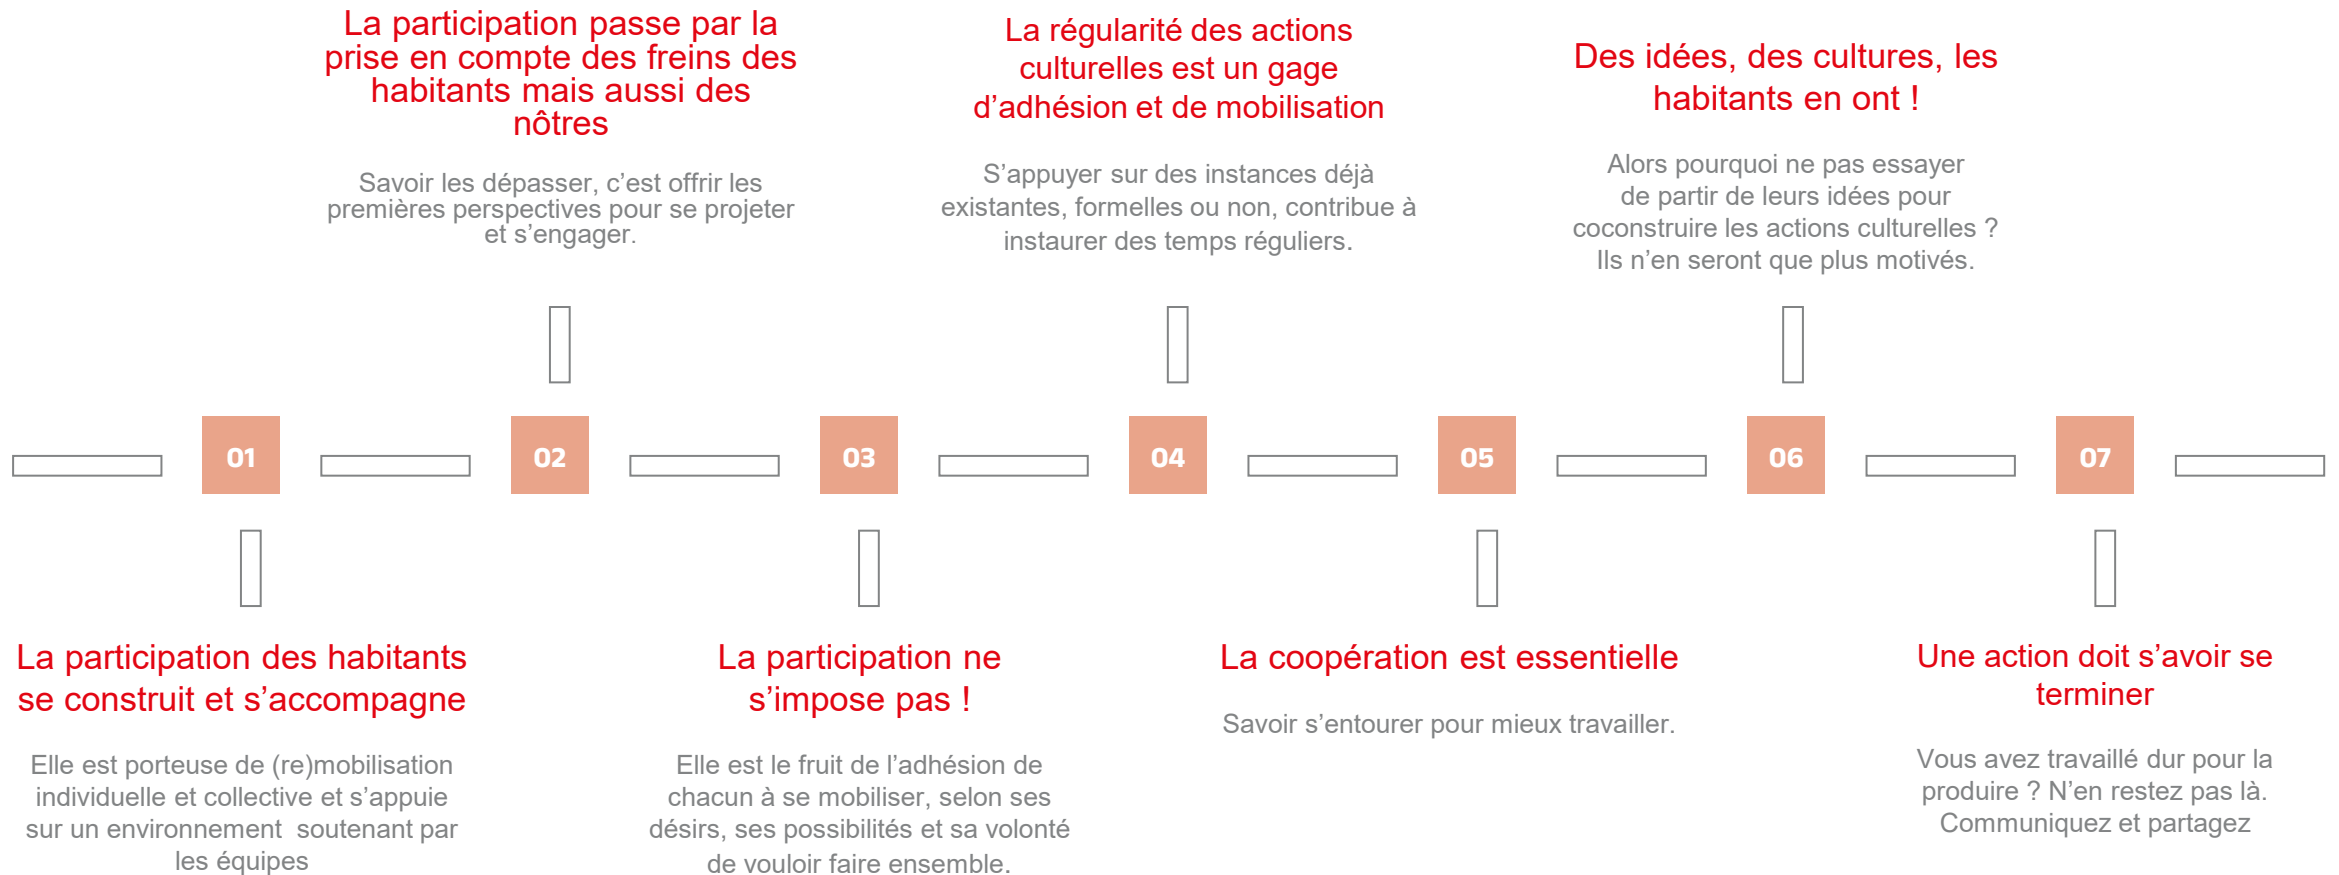 La participation passe par la
prise en compte des freins des
habitants mais aussi des
nôtres
Savoir les dépasser, c’est offrir les
premières perspectives pour se projeter
et s’engager.
La régularité des actions
culturelles est un gage
d’adhésion et de mobilisation
S’appuyer sur des instances déjà
existantes, formelles ou non, contribue à
instaurer des temps réguliers.
Des idées, des cultures, les
habitants en ont !
Alors pourquoi ne pas essayer
de partir de leurs idées pour
coconstruire les actions culturelles ?
Ils n’en seront que plus motivés.
01
02
03
04
05
06
07
La participation des habitants
se construit et s’accompagne
Elle est porteuse de (re)mobilisation
individuelle et collective et s’appuie
sur un environnement  soutenant par
les équipes
La participation ne
s’impose pas !
Elle est le fruit de l’adhésion de
chacun à se mobiliser, selon ses
désirs, ses possibilités et sa volonté
de vouloir faire ensemble.
La coopération est essentielle
Savoir s’entourer pour mieux travailler.
Une action doit s’avoir se
terminer
Vous avez travaillé dur pour la
produire ? N’en restez pas là.
Communiquez et partagez